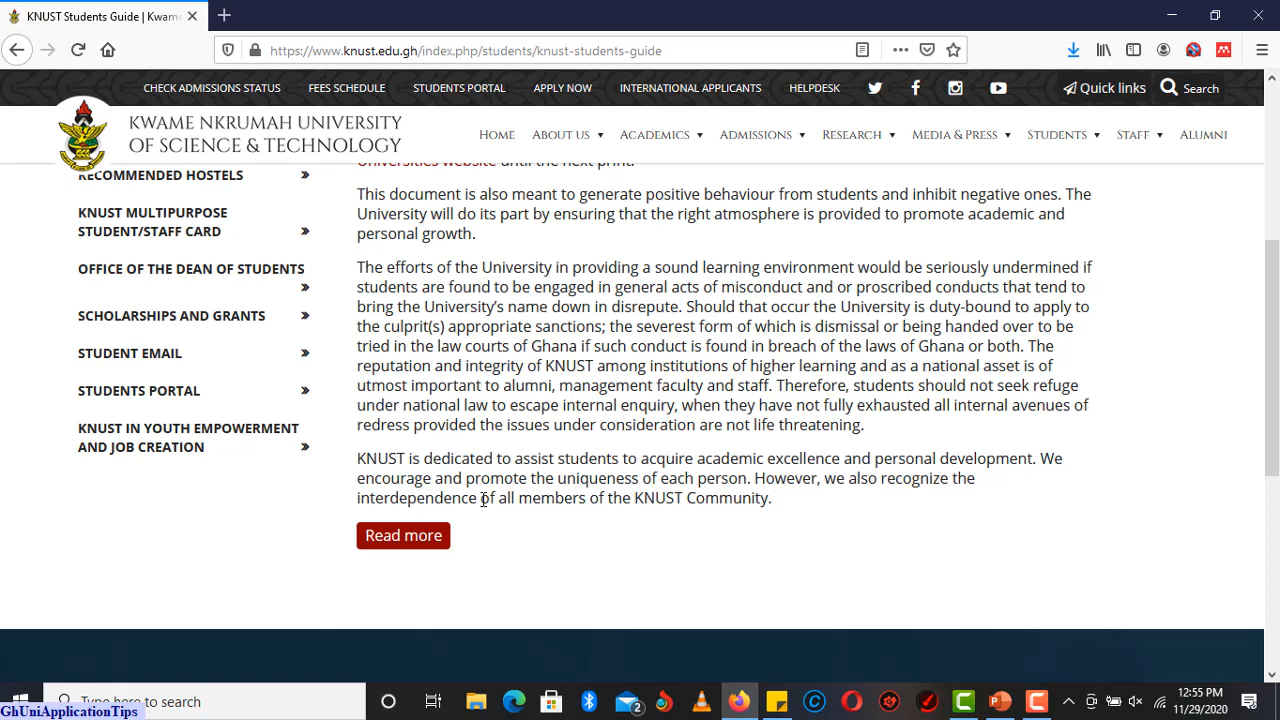 KNUST Students Guide | Kwame
https://www.knust.edu.gh/index.php/students/knust-students-guide
CHECK ADMISSIONS STATUS FEES SCHEDULE STUDENTS PORTAL APPLY NOW INTERNATIONAL APPLICANTS HELPDESK Quick links Search
KWAME NKRUMAH UNIVERSITY
OF SCIENCE & TECHNOLOGY
HOME ABOUT US ACADEMICS ADMISSIONS RESEARCH MEDIA & PRESS STUDENTS STAFF ALUMNI
RECOMMENDED HOSTELS
KNUST MULTIPURPOSE
STUDENT/STAFF CARD
OFFICE OF THE DEAN OF STUDENTS
SCHOLARSHIPS AND GRANTS
STUDENT EMAIL
STUDENTS PORTAL
KNUST IN YOUTH EMPOWERMENT
AND JOB CREATION
Universities website until the next print.
This document is also meant to generate positive behaviour from students and inhibit negative ones. The
University will do its part by ensuring that the right atmosphere is provided to promote academic and
personal growth.
The efforts of the University in providing a sound learning environment would be seriously undermined if
students are found to be engaged in general acts of misconduct and or proscribed conducts that tend to
bring the University's name down in disrepute. Should that occur the University is duty-bound to apply to
the culprit(s) appropriate sanctions; the severest form of which is dismissal or being handed over to be
tried in the law courts of Ghana if such conduct is found in breach of the laws of Ghana or both. The
reputation and integrity of KNUST among institutions of higher learning and as a national asset is of
utmost important to alumni, management faculty and staff. Therefore, students should not seek refuge
under national law to escape internal enquiry, when they have not fully exhausted all internal avenues of
redress provided the issues under consideration are not life threatening.
KNUST is dedicated to assist students to acquire academic excellence and personal development. We
encourage and promote the uniqueness of each person. However, we also recognize the
interdependence of all members of the KNUST Community.
Read more
Type here to search
2
12:55 PM
11/29/2020
GhUniApplicationTips